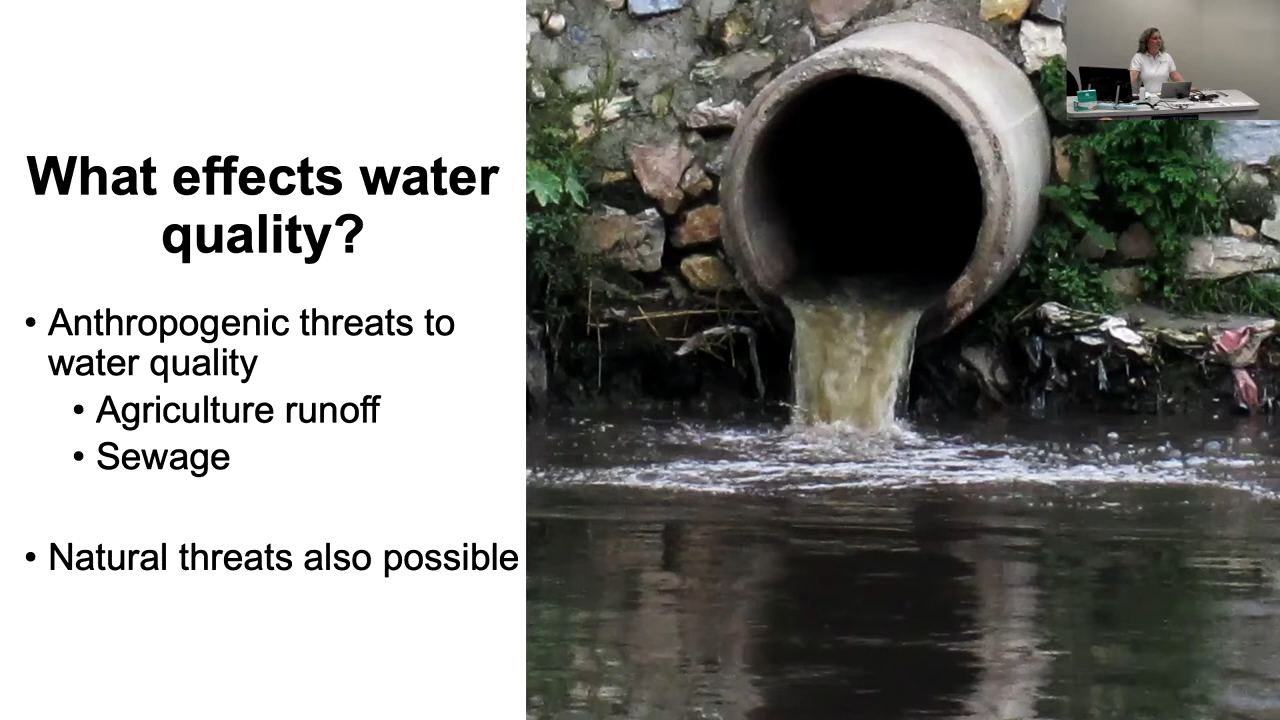 What effects water
quality?
• Anthropogenic threats to
water quality
• Agriculture runoff
• Sewage
• Natural threats also possible